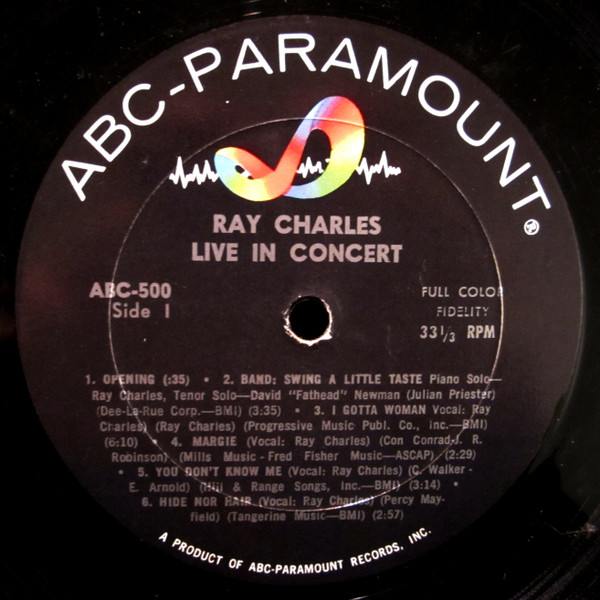 ABC-PARAMOUNT®
RAY CHARLES
LIVE IN CONCERT
ABC-500
Side 1
FULL COLOR
FIDELITY
33 1/3 RPM
1. OPENING (:35) • 2. BAND: SWING A LITTLE TASTE Piano Solo—
Ray Charles, Tenor Solo—David "Fathead" Newman (Julian Priester)
(Dee-La-Rue Corp.—BMI) (3:35) • 3. I GOTTA WOMAN Vocal: Ray
Charles) (Ray Charles) (Progressive Music Publ. Co., Inc.—BMI)
(6:10) • 4. MARGIE (Vocal: Ray Charles) (Con Conrad-J. R.
Robinson) (Mills Music-Fred Fisher Music—ASCAP) (2:29)
• 5. YOU DON'T KNOW ME (Vocal: Ray Charles) (C. Walker-
E. Arnold) (Hill & Range Songs, Inc.—BMI) (3:14) •
6. HIDE NOR HAIR (Vocal: Ray Charles) (Percy May-
field) (Tangerine Music—BMI) (2:57)
A PRODUCT OF ABC-PARAMOUNT RECORDS, INC.